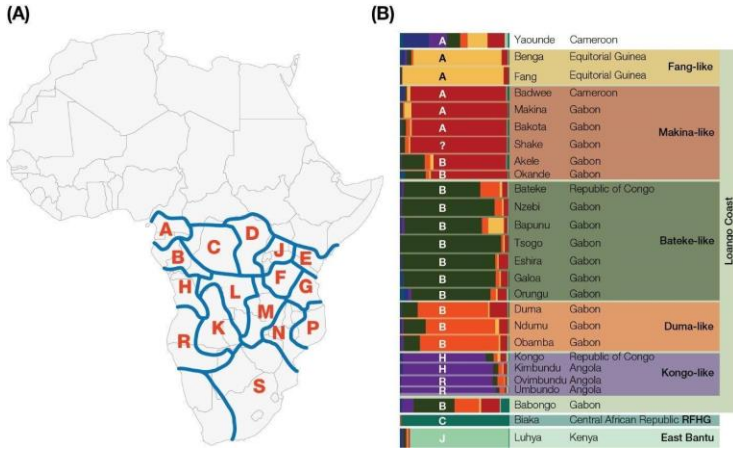 (A)
A
B
C
D
J
E
F
G
H
L
M
K
N
P
R
S
(B)
A Yaounde Cameroon
A Benga Equitorial Guinea
Fang-like
A Fang Equitorial Guinea
A Badwee Cameroon
A Makina Gabon
A Bakota Gabon
Makina-like
? Shake Gabon
B Akele Gabon
B Okande Gabon
B Bateke Republic of Congo
B Nzebi Gabon
B Bapunu Gabon
B Tsogo Gabon
Bateke-like
B Eshira Gabon
B Galoa Gabon
B Orungu Gabon
B Duma Gabon
B Ndumu Gabon
Duma-like
B Obamba Gabon
H Kongo Republic of Congo
H Kimbundu Angola
Kongo-like
R Ovimbundu Angola
R Umbundo Angola
B Babongo Gabon
Loango Coast
C Biaka Central African Republic RFHG
J Luhya Kenya East Bantu